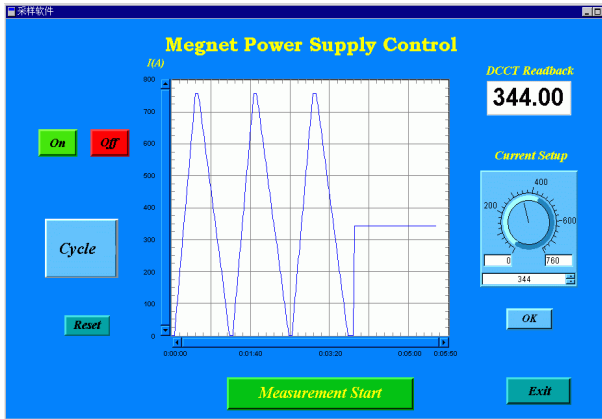 采样软件
Megnet Power Supply Control
I(A)
800
700
600
500
400
300
200
100
0
0:00:00 0:01:40 0:03:20 0:05:00 0:05:50
On Off
Cycle
Reset
DCCT Readback
344.00
Current Setup
200 400 600
0 760
344
OK
Measurement Start
Exit